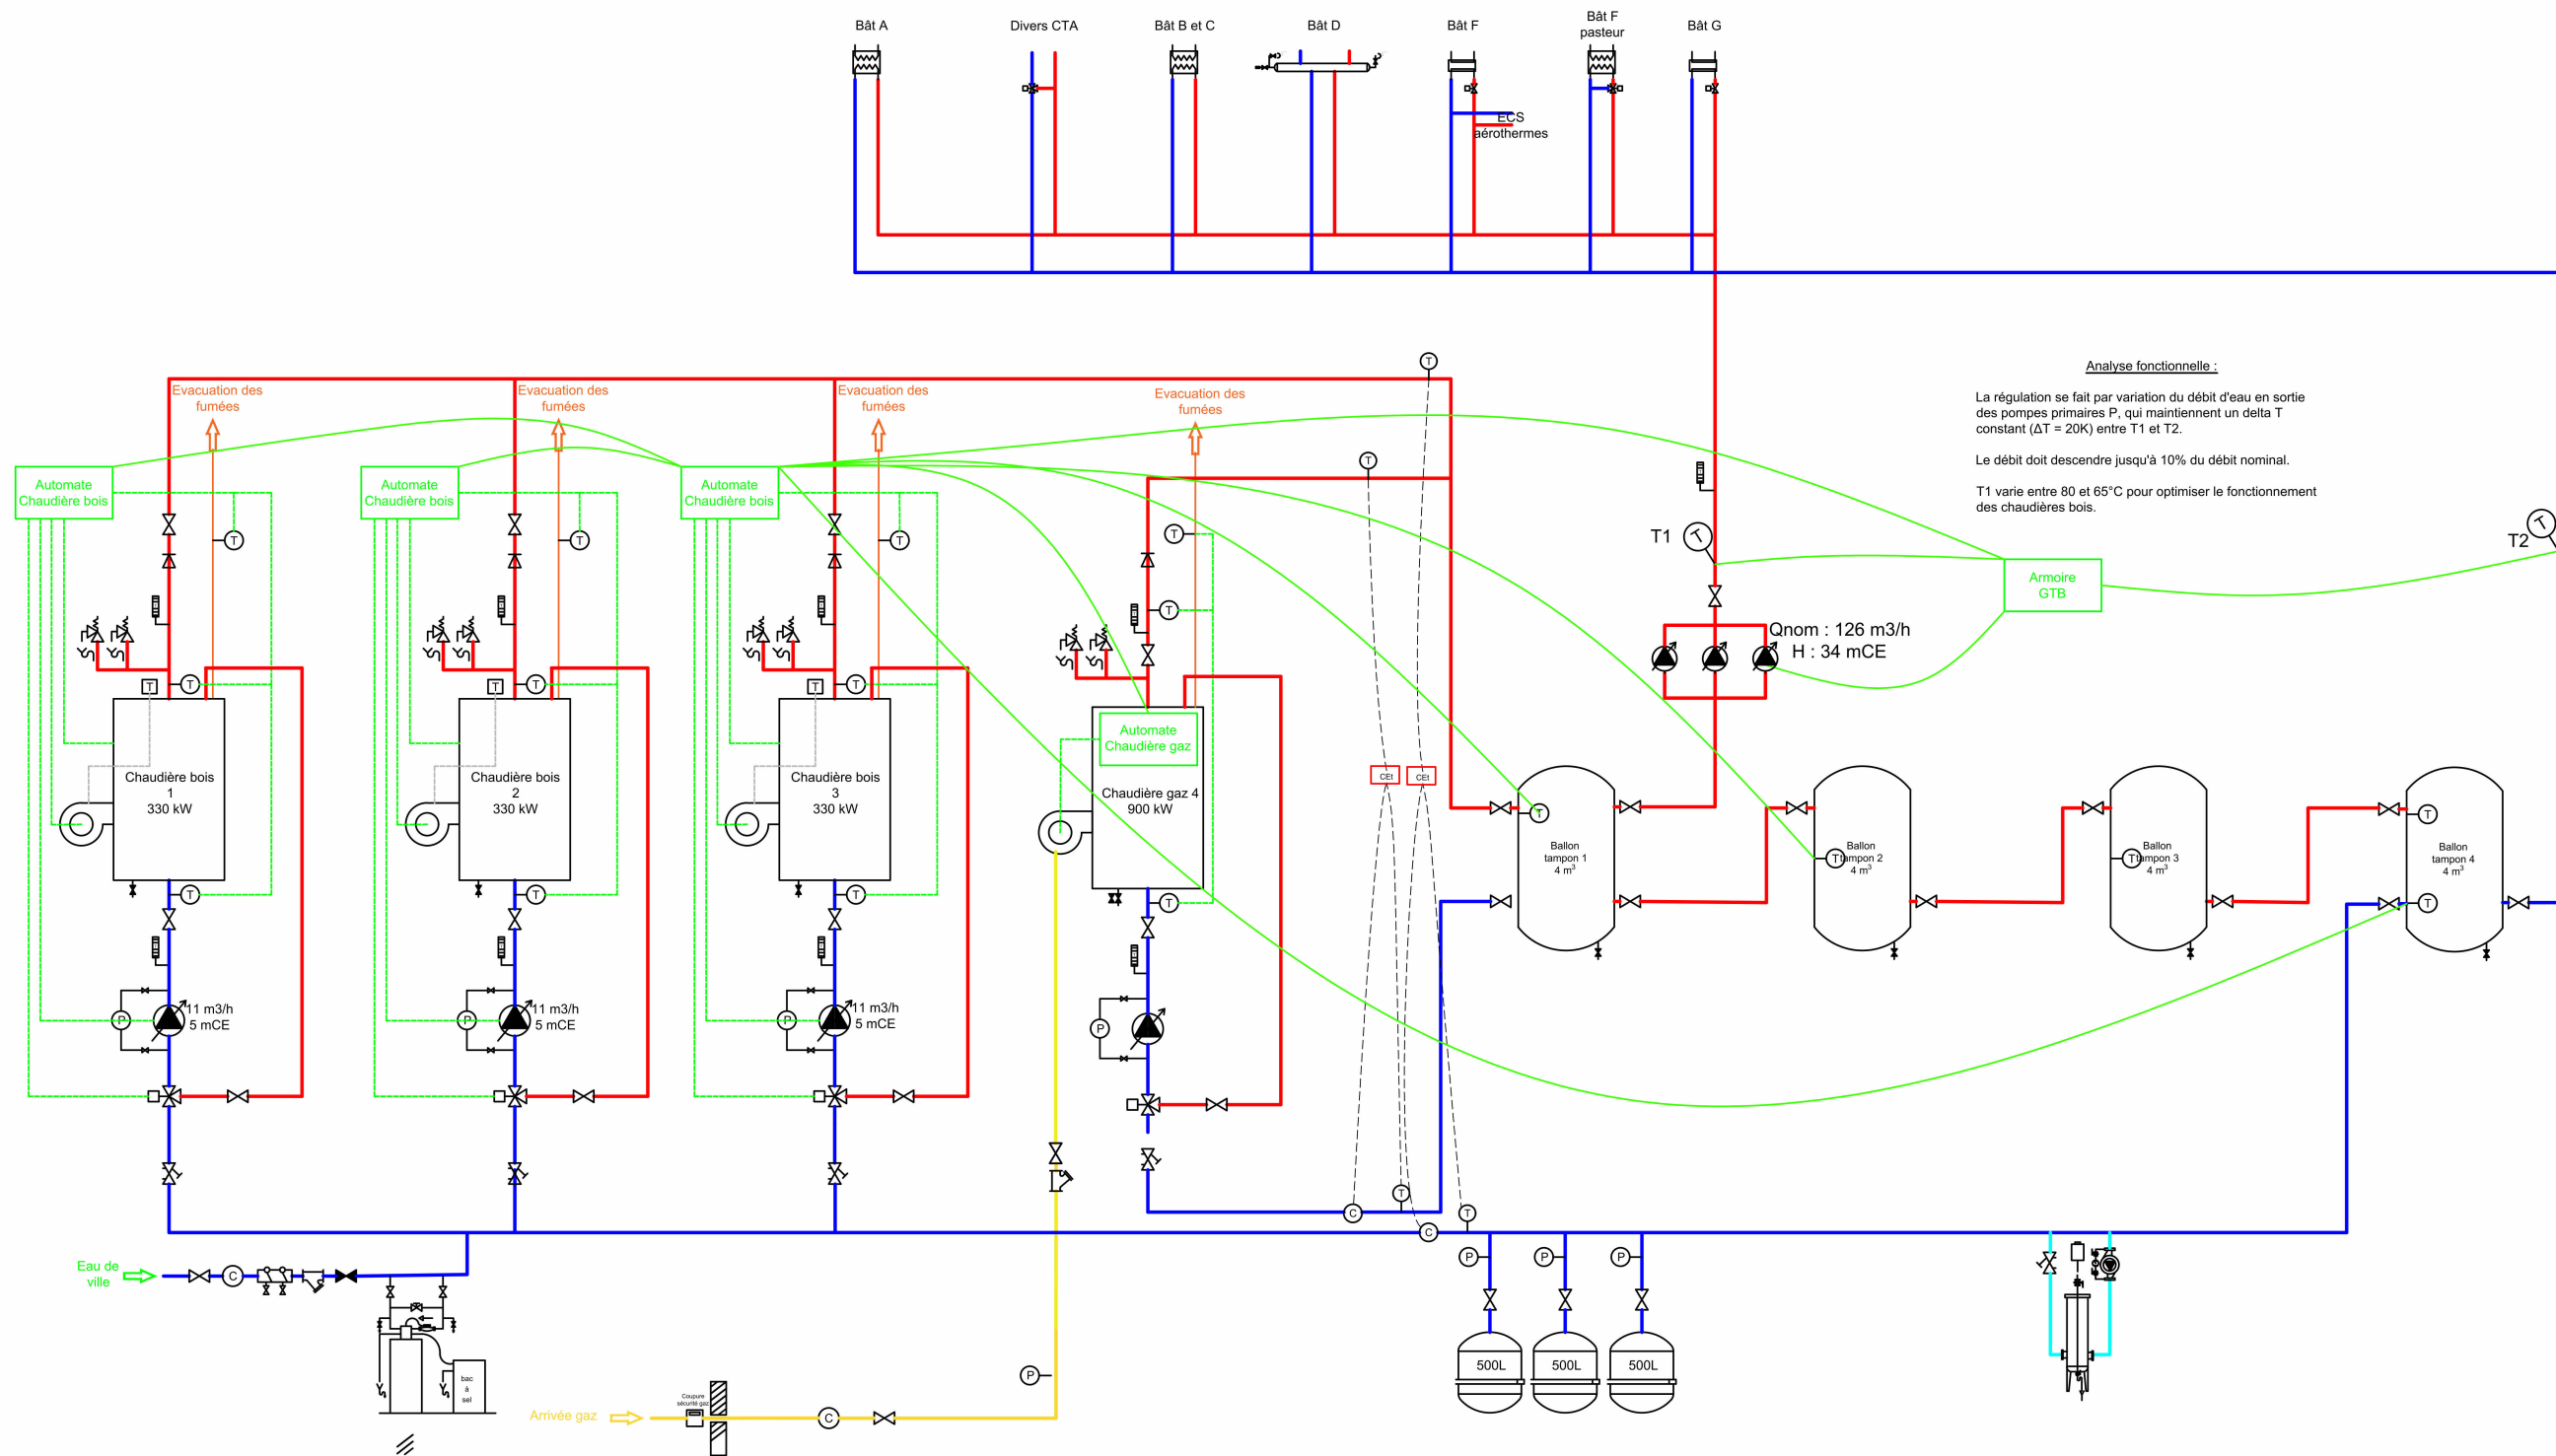 Bât A
Divers CTA
Bât B et C
Bât D
Bât F
Bât F
pasteur
Bât G
ECS
aérothermes
T
Analyse fonctionnelle :
La régulation se fait par variation du débit d'eau en sortie
des pompes primaires P, qui maintiennent un delta T
constant (ΔT = 20K) entre T1 et T2.
Le débit doit descendre jusqu'à 10% du débit nominal.
T1 varie entre 80 et 65°C pour optimiser le fonctionnement
des chaudières bois.
Evacuation des
fumées
Evacuation des
fumées
Evacuation des
fumées
Evacuation des
fumées
T
Automate
Chaudière bois
Automate
Chaudière bois
Automate
Chaudière bois
T
T
T
T
T1
T
T2
T
Armoire
GTB
T
Qnom : 126 m3/h
H : 34 mCE
T
T
T
T
T
T
Automate
Chaudière gaz
Chaudière bois
1
330 kW
Chaudière bois
2
330 kW
Chaudière bois
3
330 kW
Chaudière gaz 4
900 kW
CEt
CEt
T
T
T
T
T
Ballon
tampon 1
4 m³
Ballon
tampon 2
4 m³
Ballon
tampon 3
4 m³
Ballon
tampon 4
4 m³
T
T
T
T
P
11 m3/h
5 mCE
P
11 m3/h
5 mCE
P
11 m3/h
5 mCE
P
T
C
T
C
Eau de
ville
C
P
P
P
500L
500L
500L
bac
à
sel
P
Arrivée gaz
Coupure
sécurité gaz
C